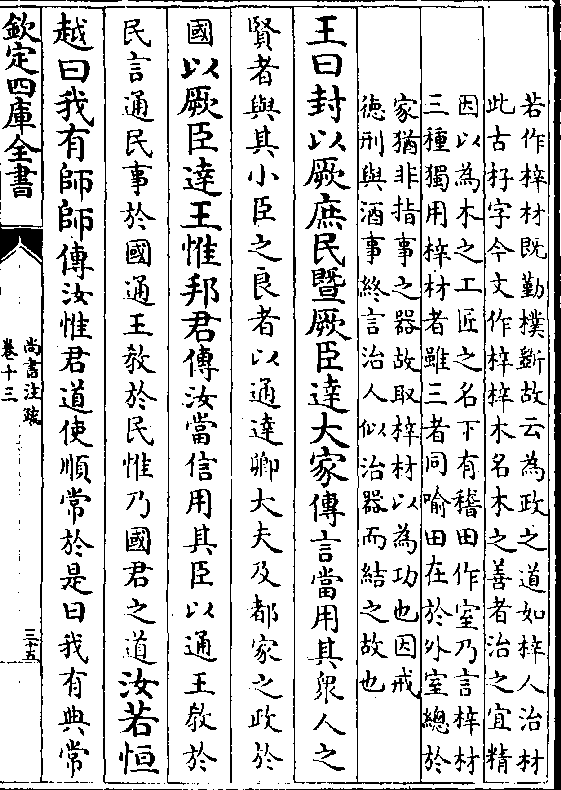 若作梓材既勤樸斲故云為政之道如梓人治材
此古杍字今文作梓梓木名木之善者治之宜精
因以為木之工匠之名下有稽田作室乃言梓材
三種獨用梓材者雖三者同喻田在於外室總於
家猶非指事之器故取梓材以為功也因戒
德刑與酒事終言治人似治器而結之故也
王曰封以厥庶民暨厥臣達大家傳言當用其衆人之
賢者與其小臣之良者以通達卿大夫及都家之政於
國以厥臣達王惟邦君傳汝當信用其臣以通王教於
民言通民事於國通王教於民惟乃國君之道汝若恒
越曰我有師師傳汝惟君道使順常於是曰我有典常
欽定四庫全書
尚書注疏
卷十三
三十五